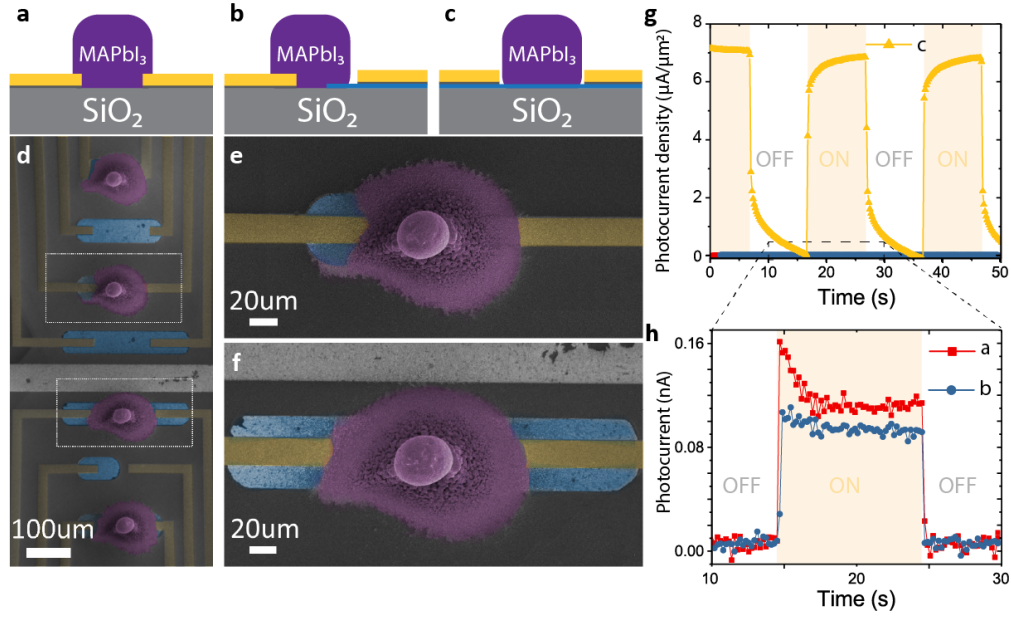 a
MAPbI₃
SiO₂
b
MAPbI₃
SiO₂
c
MAPbI₃
SiO₂
d
100um
e
20um
f
20um
g
Photocurrent density (µA/µm²)
8
6
4
2
0
c
OFF
ON
OFF
ON
0
10
20
30
40
50
Time (s)
h
Photocurrent (nA)
0.16
0.08
0.00
a
b
OFF
ON
OFF
10
20
30
Time (s)